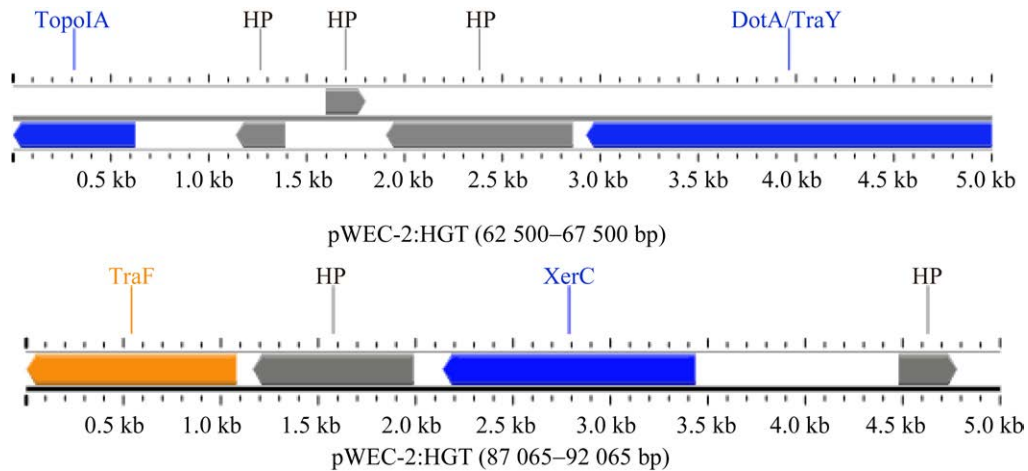 TopoIA HP HP HP DotA/TraY
0.5 kb 1.0 kb 1.5 kb 2.0 kb 2.5 kb 3.0 kb 3.5 kb 4.0 kb 4.5 kb 5.0 kb
pWEC-2:HGT (62 500–67 500 bp)
TraF HP XerC HP
0.5 kb 1.0 kb 1.5 kb 2.0 kb 2.5 kb 3.0 kb 3.5 kb 4.0 kb 4.5 kb 5.0 kb
pWEC-2:HGT (87 065–92 065 bp)